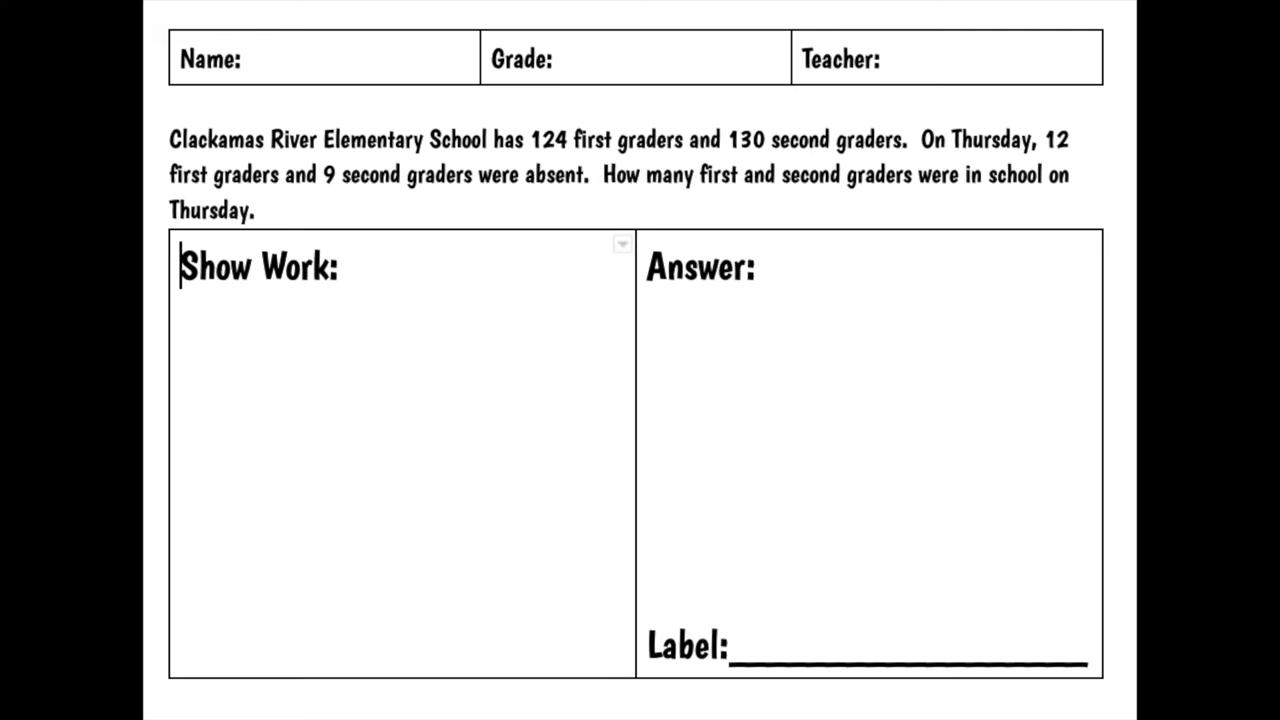 Name:
Grade:
Teacher:
Clackamas River Elementary School has 124 first graders and 130 second graders.  On Thursday, 12
first graders and 9 second graders were absent.  How many first and second graders were in school on
Thursday.
Show Work:
Answer:
Label: